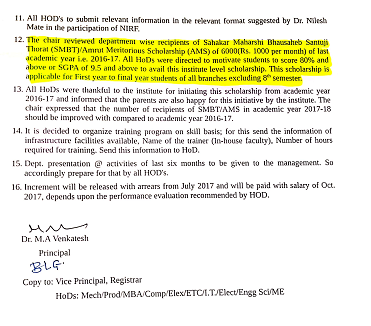 11. All HOD's to submit relevant information in the relevant format suggested by Dr. Nilesh
Mate in the participation of NIRF.
12. The chair reviewed department wise recipients of Sahakar Maharshi Bhausaheb Santuji
Thorat (SMBT)/Amrut Meritorious Scholarship (AMS) of 6000(Rs. 1000 per month) of last
academic year i.e. 2016-17. All HoDs were directed to motivate students to score 80% and
above or SGPA of 9.5 and above to avail this institute level scholarship. This scholarship is
applicable for First year to final year students of all branches excluding 8th semester.
13. All HoDs were thankful to the institute for initiating this scholarship from academic year
2016-17 and informed that the parents are also happy for this initiative by the institute. The
chair expressed that the number of recipients of SMBT/AMS in academic year 2017-18
should be improved with compared to academic year 2016-17.
14. It is decided to organize training program on skill basis; for this send the information of
infrastructure facilities available, Name of the trainer (In-house faculty), Number of hours
required for training. Send this information to HoD.
15. Dept. presentation @ activities of last six months to be given to the management. So
accordingly prepare for that by all HOD's.
16. Increment will be released with arrears from July 2017 and will be paid with salary of Oct.
2017, depends upon the performance evaluation recommended by HOD.
Dr. M.A Venkatesh
Principal
Copy to: Vice Principal, Registrar
HoDs: Mech/Prod/MBA/Comp/Elex/ETC/I.T./Elect/Engg Sci/ME